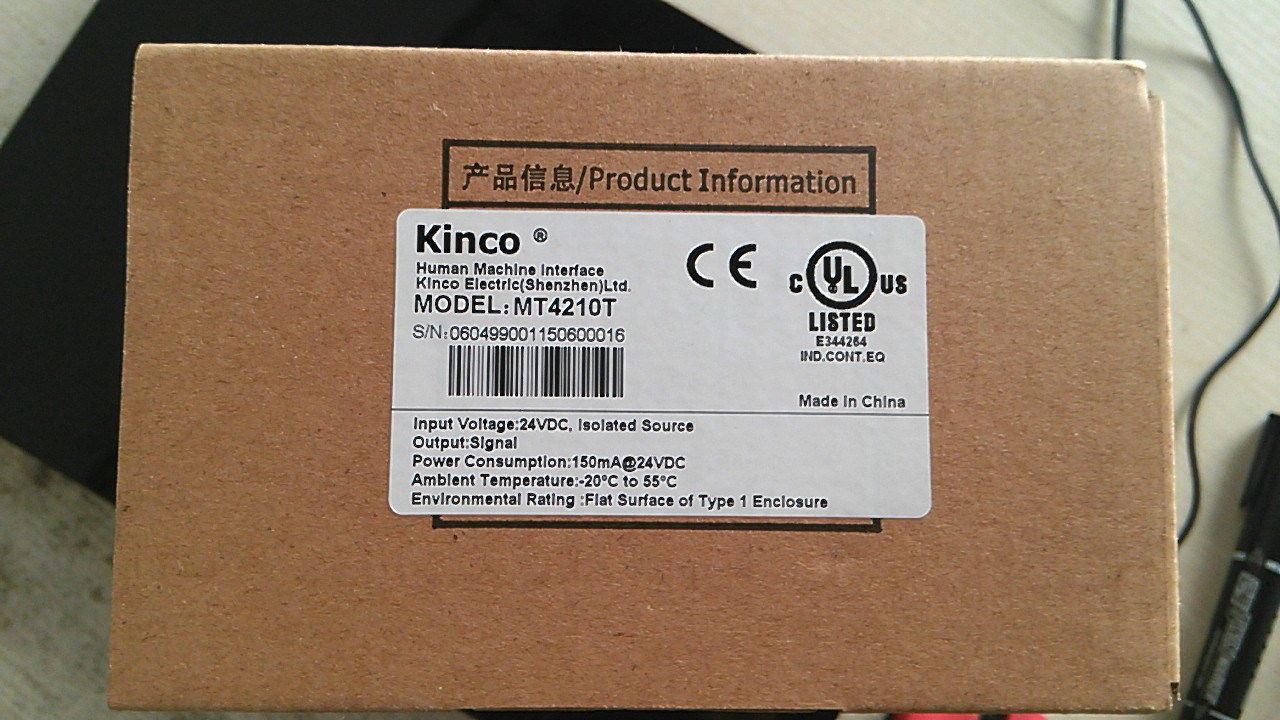 产品信息/Product Information
Kinco ®
Human Machine Interface
Kinco Electric(Shenzhen)Ltd.
MODEL:MT4210T
S/N:060499001150600016
CE
C UL US
®
LISTED
E344264
IND.CONT.EQ
Made in China
Input Voltage:24VDC, Isolated Source
Output:Signal
Power Consumption:150mA@24VDC
Ambient Temperature:-20°C to 55°C
Environmental Rating :Flat Surface of Type 1 Enclosure